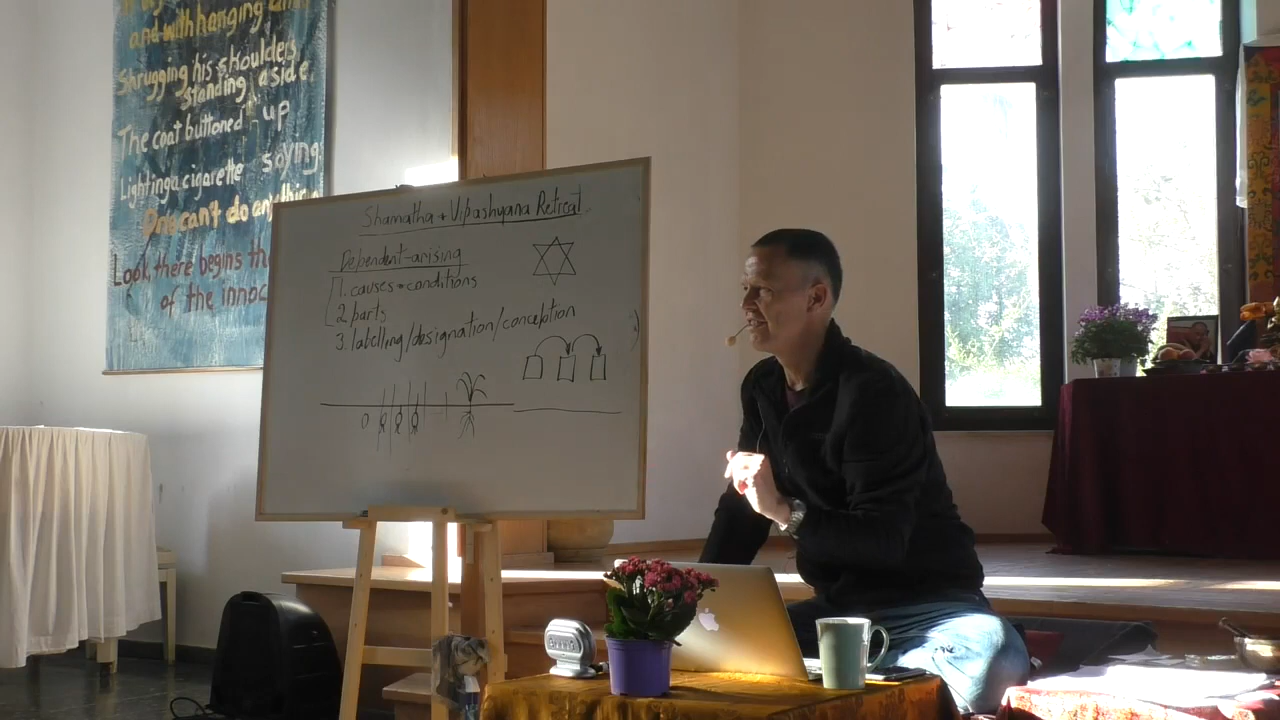 and with hanging
Shrugging his shoulders,
standing aside.
The coat buttoned up
Lighting a cigarette saying,
can't do anything
Look, there begins the
of the innoc
Shamatha + Vipashyana Retreat
Dependent-arising
1. causes + conditions
2. parts
3. labelling/designation/conception